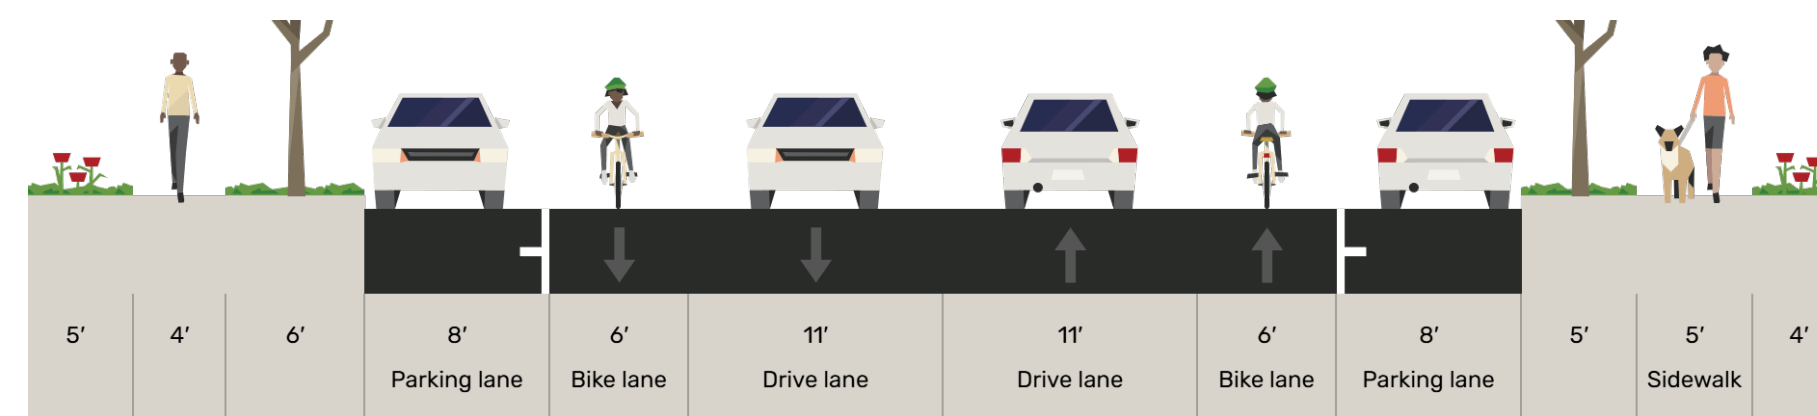 5′ 4′ 6′ 8′ 6′ 11′ 11′ 6′ 8′ 5′ 5′ 4′
Parking lane Bike lane Drive lane Drive lane Bike lane Parking lane Sidewalk